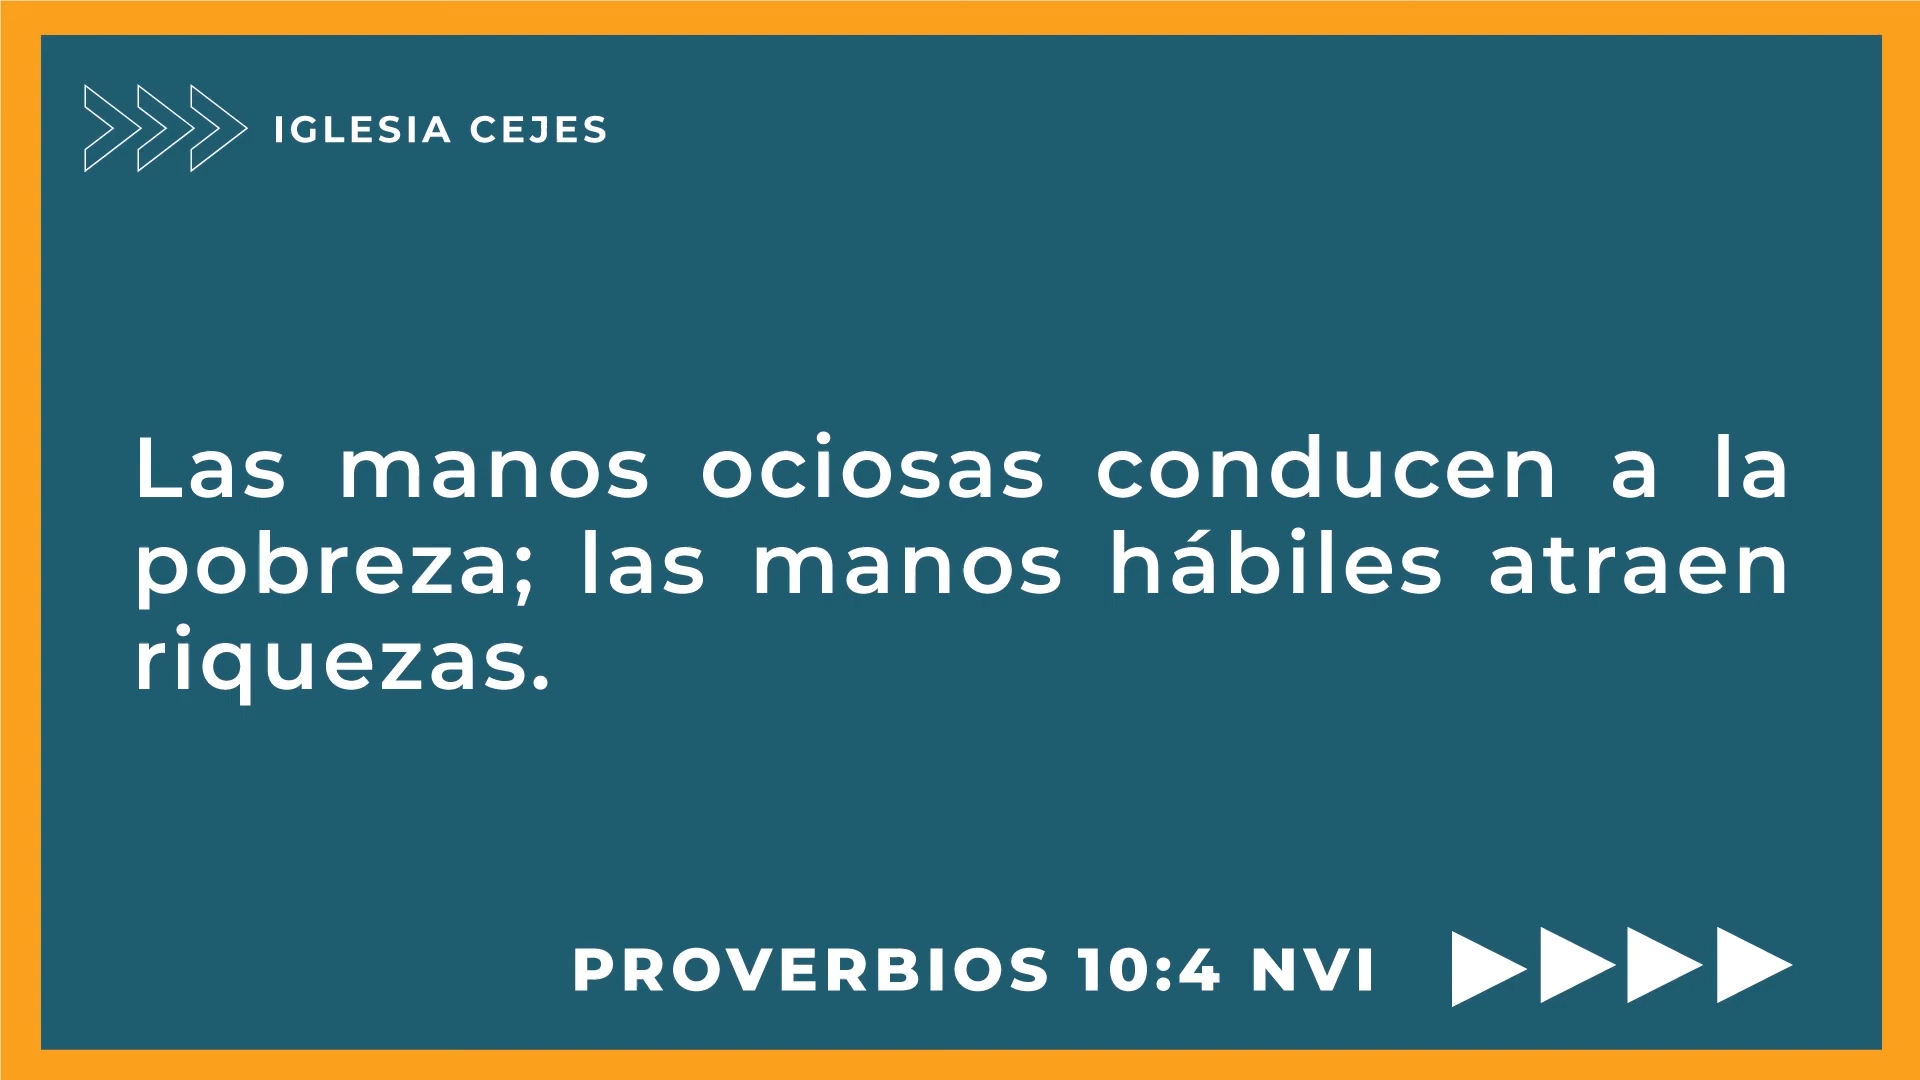 IGLESIA CEJES
Las manos ociosas conducen a la
pobreza; las manos hábiles atraen
riquezas.
PROVERBIOS 10:4 NVI